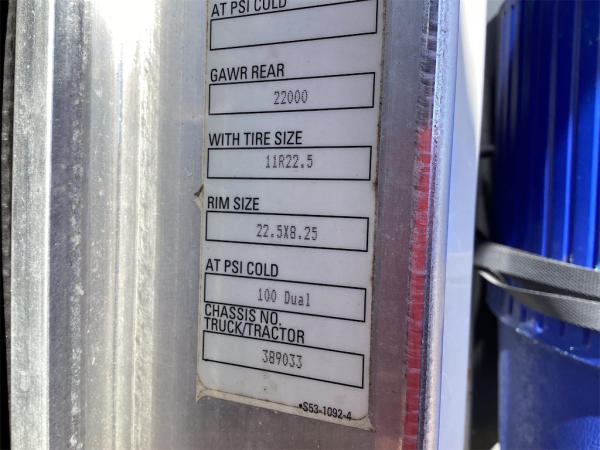 AT PSI COLD
GAWR REAR
22000
WITH TIRE SIZE
11R22.5
RIM SIZE
22.5X8.25
AT PSI COLD
100 Dual
CHASSIS NO.
TRUCK/TRACTOR
389033
•S53-1092-4